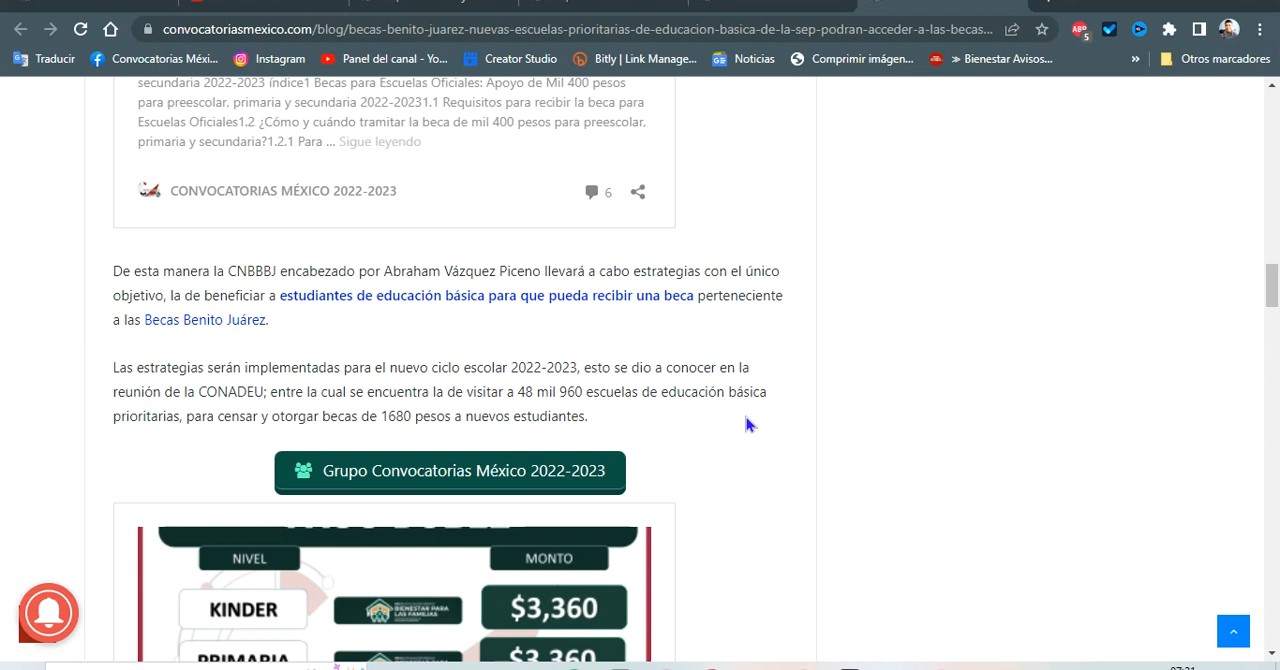 convocatoriasmexico.com/blog/becas-benito-juarez-nuevas-escuelas-prioritarias-de-educacion-basica-de-la-sep-podran-acceder-a-las-becas...
ABP
5
Traducir
Convocatorias Méxi...
Instagram
Panel del canal - Yo...
Creator Studio
Bitly | Link Manage...
Noticias
Comprimir imágen...
» Bienestar Avisos...
»
Otros marcadores
secundaria 2022-2023 índice1 Becas para Escuelas Oficiales: Apoyo de Mil 400 pesos
para preescolar, primaria y secundaria 2022-20231.1 Requisitos para recibir la beca para
Escuelas Oficiales1.2 ¿Cómo y cuándo tramitar la beca de mil 400 pesos para preescolar,
primaria y secundaria?1.2.1 Para ... Sigue leyendo
CONVOCATORIAS MÉXICO 2022-2023
6
De esta manera la CNBBBJ encabezado por Abraham Vázquez Piceno llevará a cabo estrategias con el único
objetivo, la de beneficiar a estudiantes de educación básica para que pueda recibir una beca perteneciente
a las Becas Benito Juárez.
Las estrategias serán implementadas para el nuevo ciclo escolar 2022-2023, esto se dio a conocer en la
reunión de la CONADEU; entre la cual se encuentra la de visitar a 48 mil 960 escuelas de educación básica
prioritarias, para censar y otorgar becas de 1680 pesos a nuevos estudiantes.
Grupo Convocatorias México 2022-2023
NIVEL
MONTO
KINDER
BIENESTAR PARA
LAS FAMILIAS
$3,360
PRIMARIA
$3,360